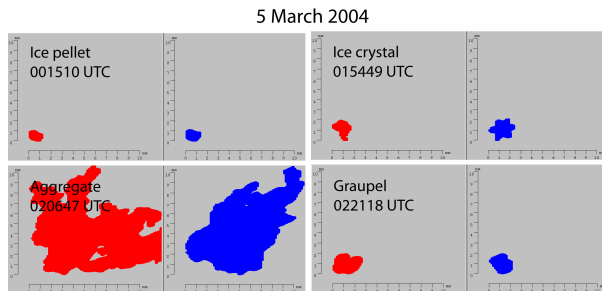 5 March 2004
Ice pellet
001510 UTC
Ice crystal
015449 UTC
Aggregate
020647 UTC
Graupel
022118 UTC